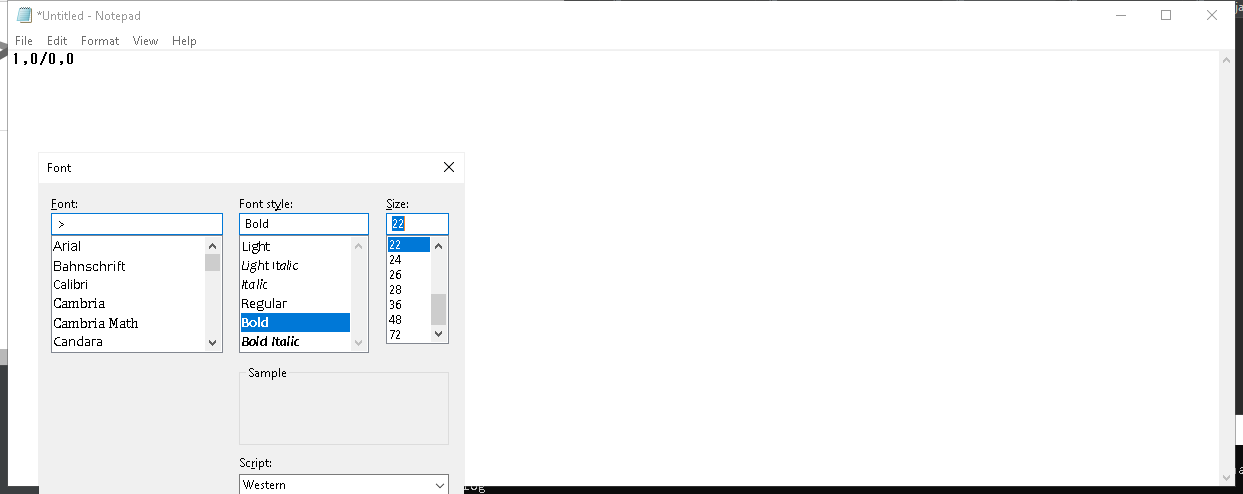 *Untitled - Notepad
File Edit Format View Help
1,0/0,0
Font
Font: Font style: Size:
> Bold 22
Arial Light 22
Bahnschrift Light Italic 24
Calibri Italic 26
Cambria Regular 28
Cambria Math Bold 36
Candara Bold Italic 48
72
Sample
Script:
Western